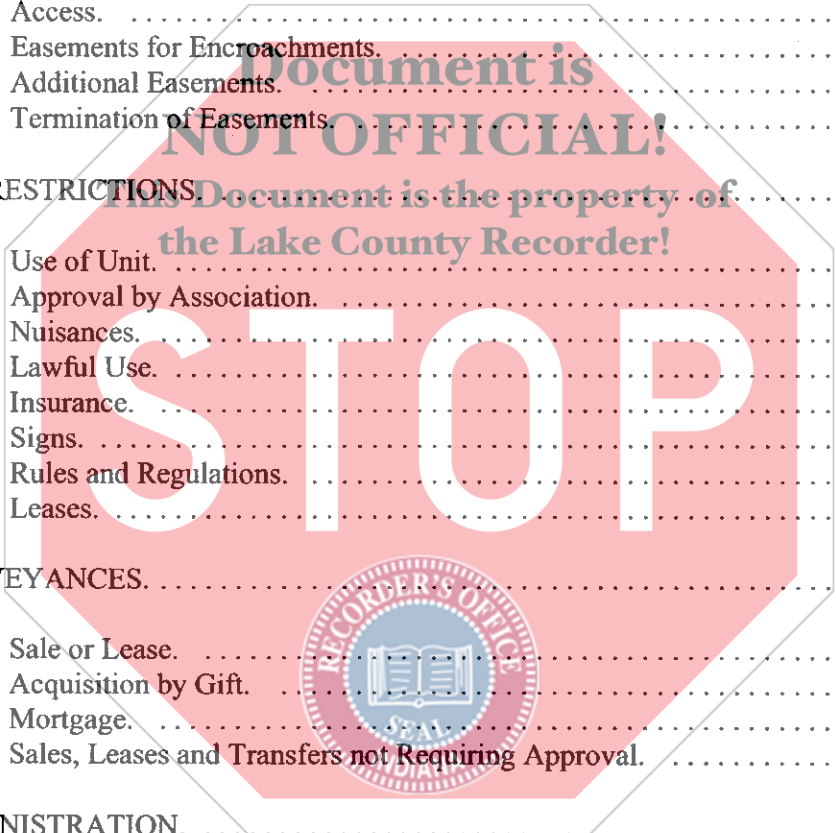 Access. . . . . . . . . . . . . . . . . . . . . . . . . . . . . . . . . . . . . . . . .
Easements for Encroachments. . . . . . . . . . . . . . . . . . . . . . . . . .
Document is
Additional Easements. . . . . . . . . . . . . . . . . . . . . . . . . . . . . . . .
Termination of Easements. . . . . . . . . . . . . . . . . . . . . . . . . . . . .
NOT OFFICIAL!
RESTRICTIONS. . . . . . . . . . . . . . . . . . . . . . . . . . . . . . . . . . .
This Document is the property of
the Lake County Recorder!
Use of Unit. . . . . . . . . . . . . . . . . . . . . . . . . . . . . . . . . . . . . .
Approval by Association. . . . . . . . . . . . . . . . . . . . . . . . . . . . . .
Nuisances. . . . . . . . . . . . . . . . . . . . . . . . . . . . . . . . . . . . . . .
Lawful Use. . . . . . . . . . . . . . . . . . . . . . . . . . . . . . . . . . . . . .
Insurance. . . . . . . . . . . . . . . . . . . . . . . . . . . . . . . . . . . . . . .
STOP
Signs. . . . . . . . . . . . . . . . . . . . . . . . . . . . . . . . . . . . . . . . . .
Rules and Regulations. . . . . . . . . . . . . . . . . . . . . . . . . . . . . . .
Leases. . . . . . . . . . . . . . . . . . . . . . . . . . . . . . . . . . . . . . . . .
EYANCES. . . . . . . . . . . . . . . . . . . . . . . . . . . . . . . . . . . . . .
RECORDER'S OFFICE
Sale or Lease. . . . . . . . . . . . . . . . . . . . . . . . . . . . . . . . . . . . .
Acquisition by Gift. . . . . . . . . . . . . . . . . . . . . . . . . . . . . . . . .
Mortgage. . . . . . . . . . . . . . . . . . . . . . . . . . . . . . . . . . . . . . .
SEAL
Sales, Leases and Transfers not Requiring Approval. . . . . . . . . . .
NISTRATION. . . . . . . . . . . . . . . . . . . . . . . . . . . . . . . . . . .